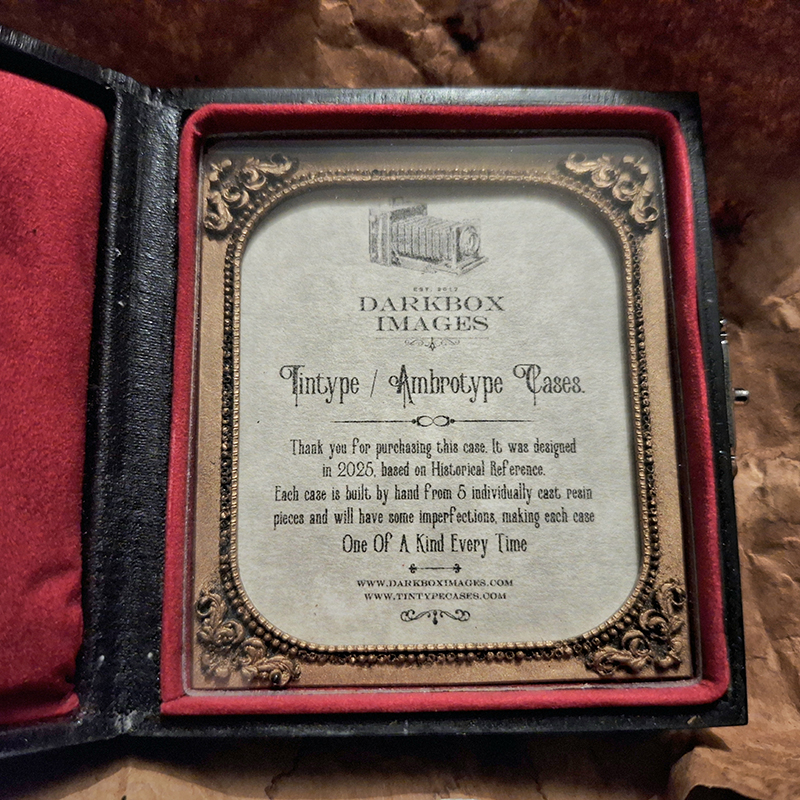 EST. 2012
DARKBOX
IMAGES
Tintype / Ambrotype Cases.
Thank you for purchasing this case. It was designed
in 2025, based on Historical Reference.
Each case is built by hand from 5 individually cast resin
pieces and will have some imperfections, making each case
One Of A Kind Every Time
WWW.DARKBOXIMAGES.COM
WWW.TINTYPECASES.COM